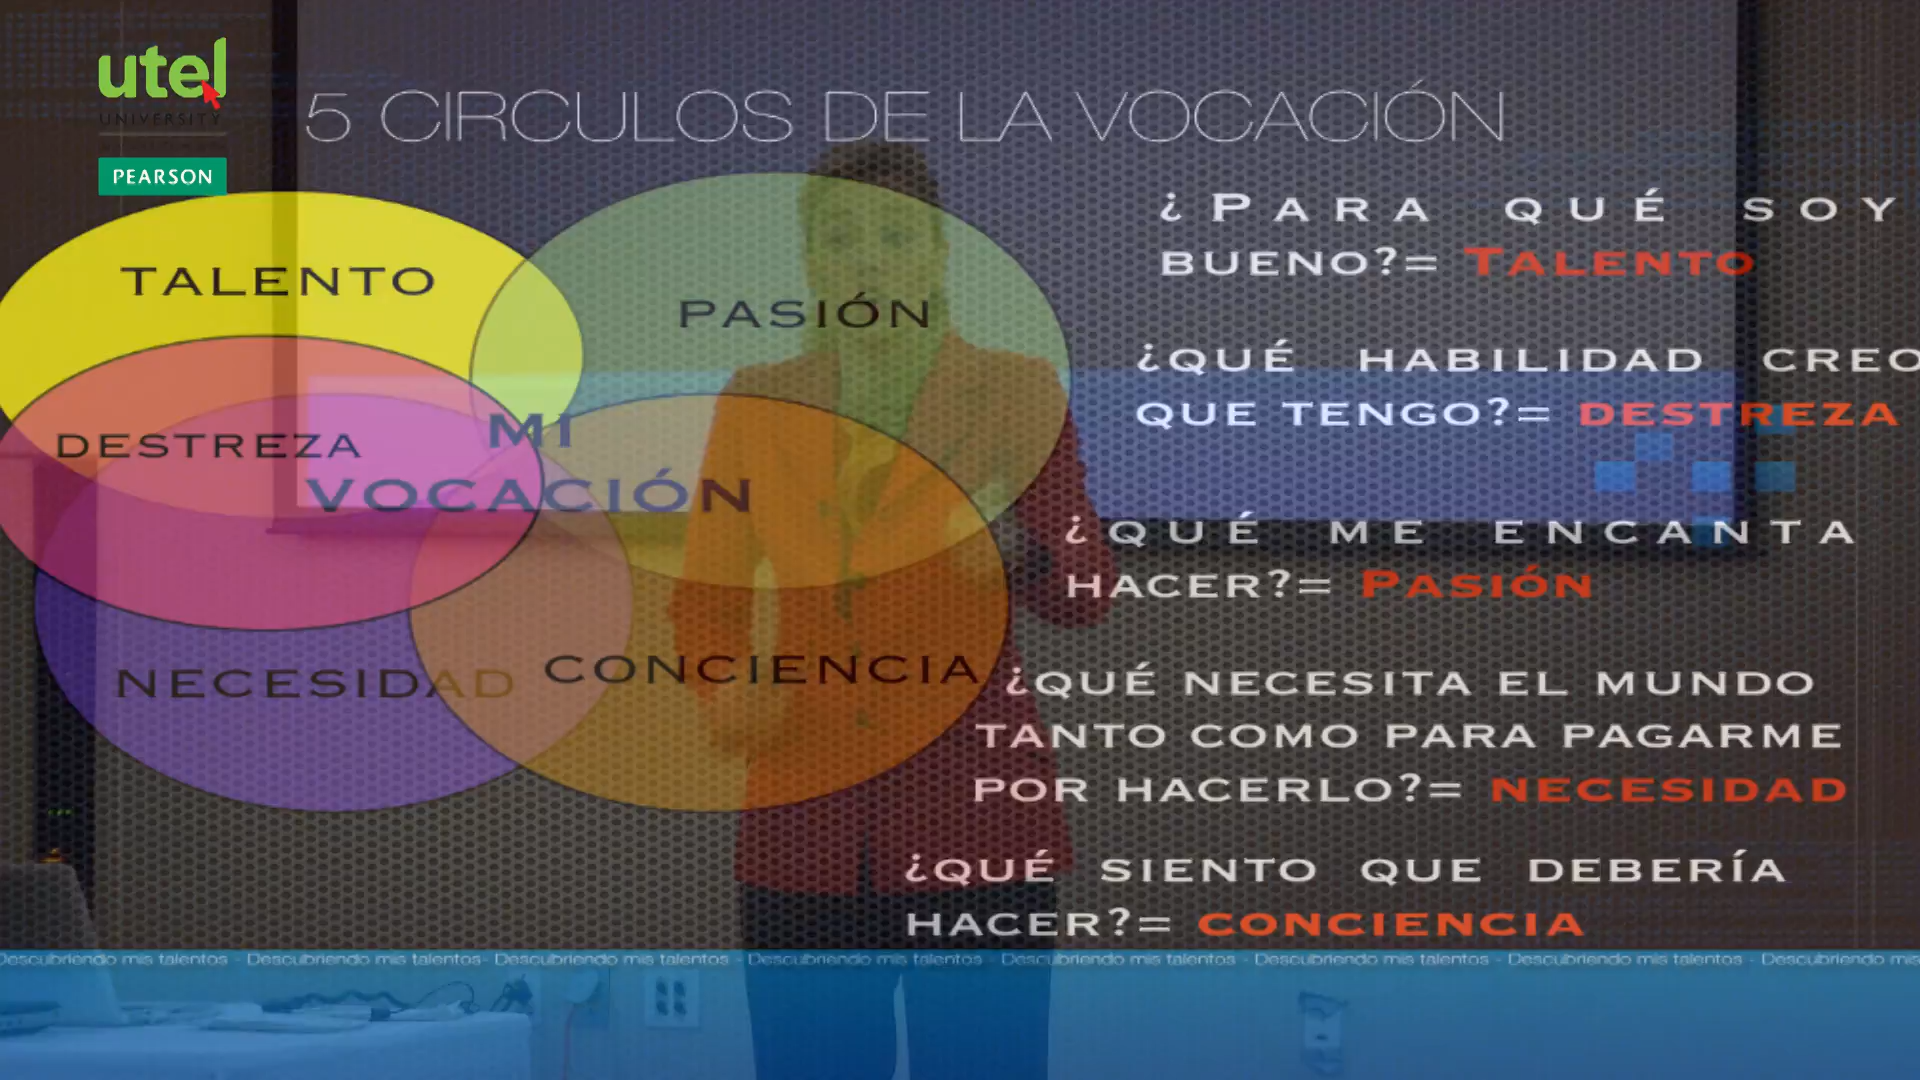 utel
UNIVERSITY
PEARSON
5 CIRCULOS DE LA VOCACIÓN
TALENTO
PASIÓN
DESTREZA
MI
VOCACIÓN
NECESIDAD
CONCIENCIA
¿PARA QUÉ SOY
BUENO?= TALENTO
¿QUÉ HABILIDAD CREO
QUE TENGO?= DESTREZA
¿QUÉ ME ENCANTA
HACER?= PASIÓN
¿QUÉ NECESITA EL MUNDO
TANTO COMO PARA PAGARME
POR HACERLO?= NECESIDAD
¿QUÉ SIENTO QUE DEBERÍA
HACER?= CONCIENCIA
Descubriendo mis talentos - Descubriendo mis talentos - Descubriendo mis talentos - Descubriendo mis talentos - Descubriendo mis talentos - Descubriendo mis talentos - Descubriendo mis talentos - Descubriendo mis